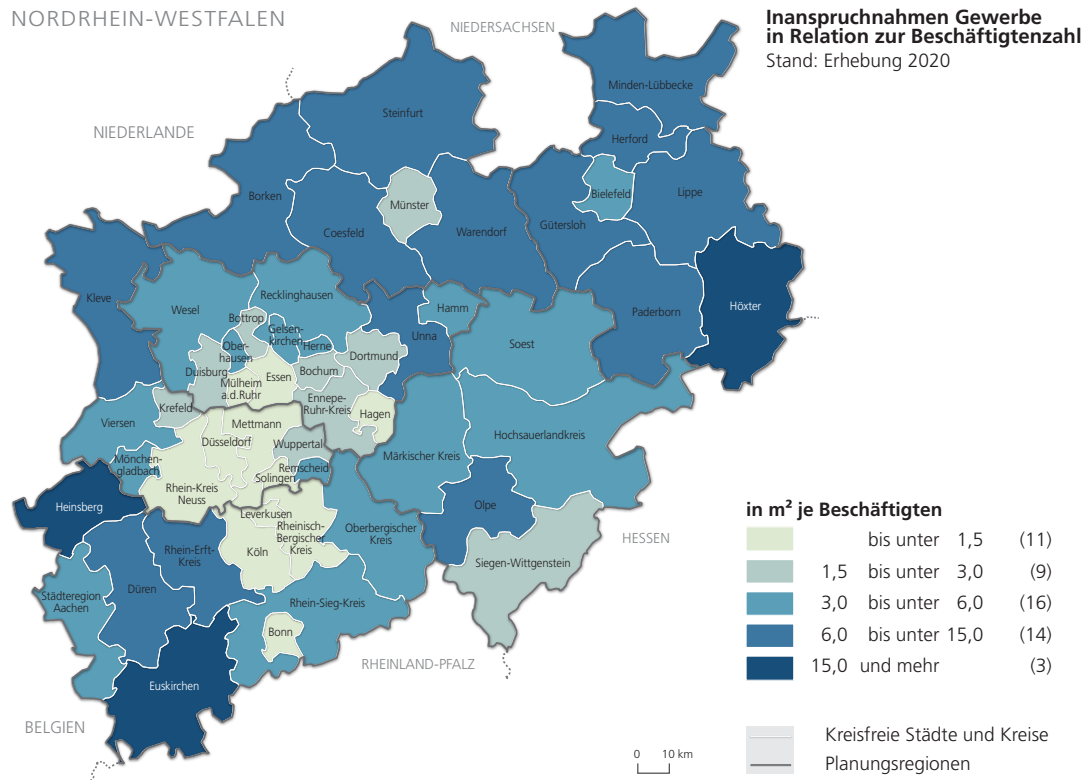 NORDRHEIN-WESTFALEN
NIEDERSACHSEN
Inanspruchnahmen Gewerbe
in Relation zur Beschäftigtenzahl
Stand: Erhebung 2020
Minden-Lübbecke
Steinfurt
NIEDERLANDE
Herford
Borken
Bielefeld
Lippe
Münster
Gütersloh
Coesfeld
Warendorf
Kleve
Recklinghausen
Wesel
Hamm
Höxter
Paderborn
Bottrop
Gelsen-
kirchen
Unna
Ober-
hausen
Herne
Soest
Dortmund
Duisburg
Bochum
Essen
Mülheim
a.d.Ruhr
Ennepe-
Ruhr-Kreis
Krefeld
Hagen
Viersen
Mettmann
Hochsauerlandkreis
Düsseldorf
Wuppertal
Märkischer Kreis
Mönchen-
gladbach
Remscheid
Solingen
Rhein-Kreis
Neuss
Heinsberg
Olpe
Leverkusen
Rheinisch-
Bergischer
Kreis
Oberbergischer
Kreis
HESSEN
Rhein-Erft-
Kreis
Köln
Siegen-Wittgenstein
Düren
Städteregion
Aachen
Rhein-Sieg-Kreis
Bonn
RHEINLAND-PFALZ
Euskirchen
BELGIEN
in m² je Beschäftigten
bis unter 1,5 (11)
1,5 bis unter 3,0 (9)
3,0 bis unter 6,0 (16)
6,0 bis unter 15,0 (14)
15,0 und mehr (3)
Kreisfreie Städte und Kreise
Planungsregionen
0 10 km